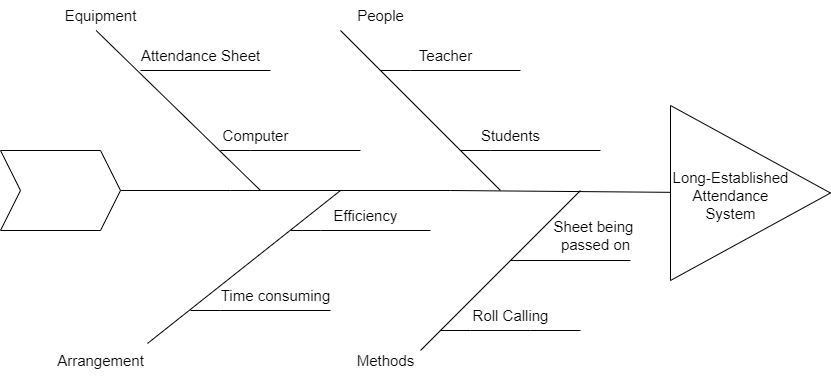 Equipment
People
Attendance Sheet
Teacher
Computer
Students
Long-Established
Attendance
System
Efficiency
Sheet being
passed on
Time consuming
Roll Calling
Arrangement
Methods